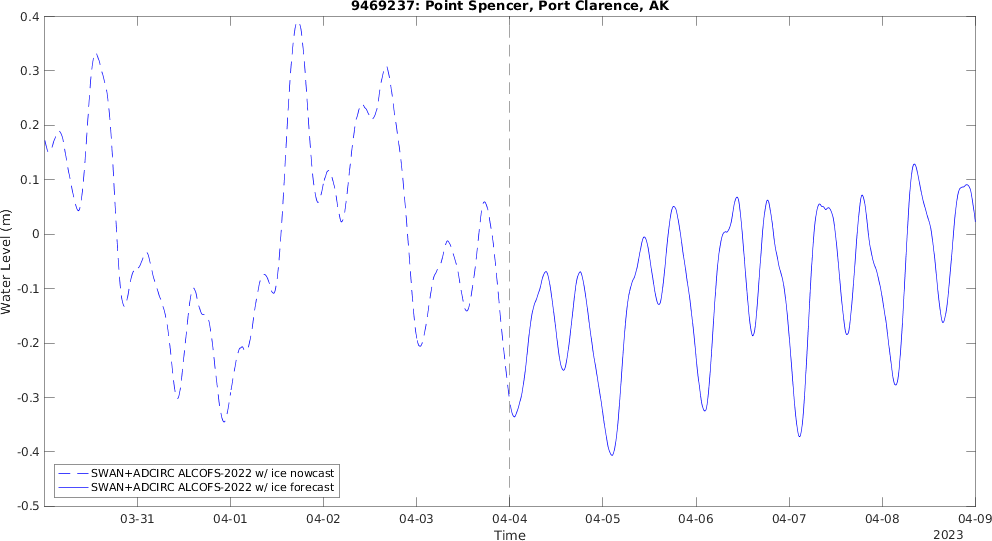 9469237: Point Spencer, Port Clarence, AK
0.4
0.3
0.2
0.1
0
-0.1
-0.2
-0.3
-0.4
-0.5
Water Level (m)
SWAN+ADCIRC ALCOFS-2022 w/ ice nowcast
SWAN+ADCIRC ALCOFS-2022 w/ ice forecast
03-31 04-01 04-02 04-03 04-04 04-05 04-06 04-07 04-08 04-09
Time
2023